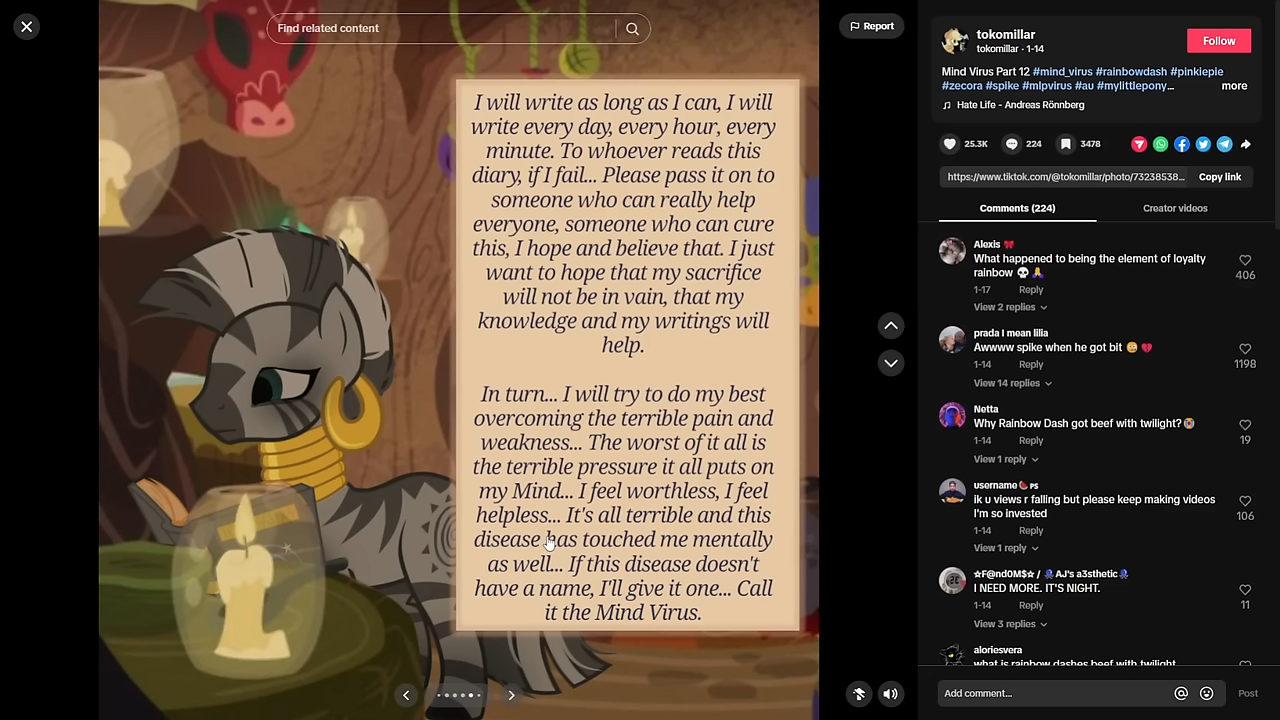 Find related content
Report
I will write as long as I can, I will
write every day, every hour, every
minute. To whoever reads this
diary, if I fail... Please pass it on to
someone who can really help
everyone, someone who can cure
this, I hope and believe that. I just
want to hope that my sacrifice
will not be in vain, that my
knowledge and my writings will
help.
In turn... I will try to do my best
overcoming the terrible pain and
weakness... The worst of it all is
the terrible pressure it all puts on
my Mind... I feel worthless, I feel
helpless... It's all terrible and this
disease has touched me mentally
as well... If this disease doesn't
have a name, I'll give it one... Call
it the Mind Virus.
tokomillar
tokomillar · 1-14
Follow
Mind Virus Part 12 #mind_virus #rainbowdash #pinkiepie
#zecora #spike #mlpvirus #au #mylittlepony...
more
Hate Life - Andreas Rönnberg
25.3K
224
3478
https://www.tiktok.com/@tokomillar/photo/73238538...
Copy link
Comments (224)
Creator videos
Alexis
What happened to being the element of loyalty
rainbow 💀🙏
406
1-17 Reply
View 2 replies
prada I mean lilia
Awwww spike when he got bit
1198
1-14 Reply
View 14 replies
Netta
Why Rainbow Dash got beef with twilight?😭
19
1-14 Reply
View 1 reply
username🍉🇵🇸
ik u views r falling but please keep making videos
I'm so invested
106
1-14 Reply
View 1 reply
☆F@nd0M$☆ / AJ's a3sthetic
I NEED MORE. IT'S NIGHT.
11
1-14 Reply
View 3 replies
aloriesvera
what is rainbow dashes beef with twilight
Add comment...
Post